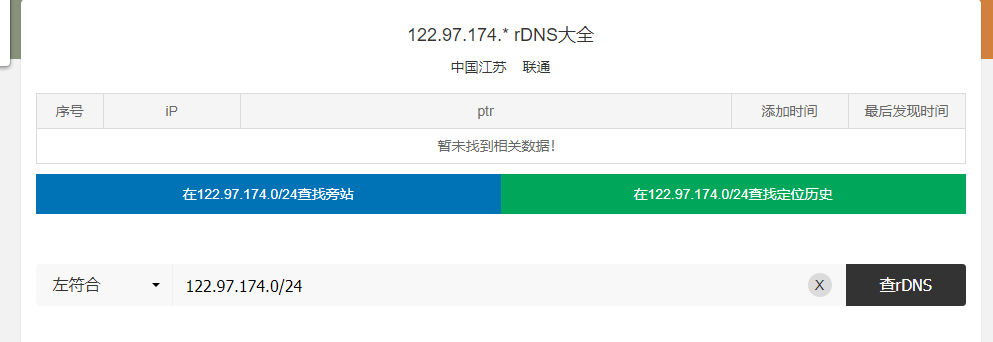 122.97.174.* rDNS大全
中国江苏 联通
序号 iP ptr 添加时间 最后发现时间
暂未找到相关数据!
在122.97.174.0/24查找旁站 在122.97.174.0/24查找定位历史
左符合 122.97.174.0/24 X 查rDNS